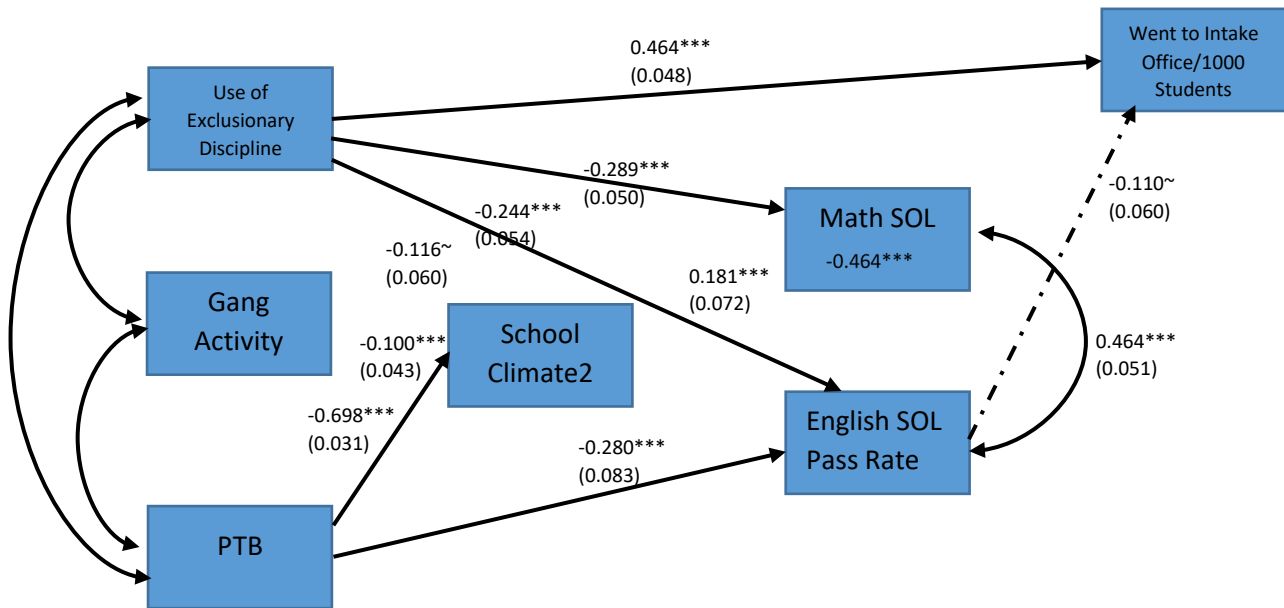 0.464***
(0.048)
Went to Intake
Office/1000
Students
Use of
Exclusionary
Discipline
-0.289***
(0.050)
-0.110~
(0.060)
-0.244***
(0.054)
Math SOL
-0.464***
-0.116~
(0.060)
0.181***
(0.072)
Gang
Activity
School
Climate2
-0.100***
(0.043)
0.464***
(0.051)
-0.698***
(0.031)
English SOL
Pass Rate
-0.280***
(0.083)
PTB